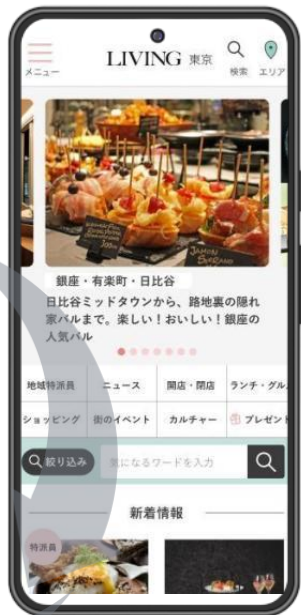 LIVING 東京
メニュー
検索
エリア
JAMON SERRANO
銀座・有楽町・日比谷
日比谷ミッドタウンから、路地裏の隠れ
家バルまで。楽しい！おいしい！銀座の
人気バル
地域特派員 ニュース 開店・閉店 ランチ・グル
ショッピング 街のイベント カルチャー プレゼント
絞り込み 気になるワードを入力
新着情報
特派員